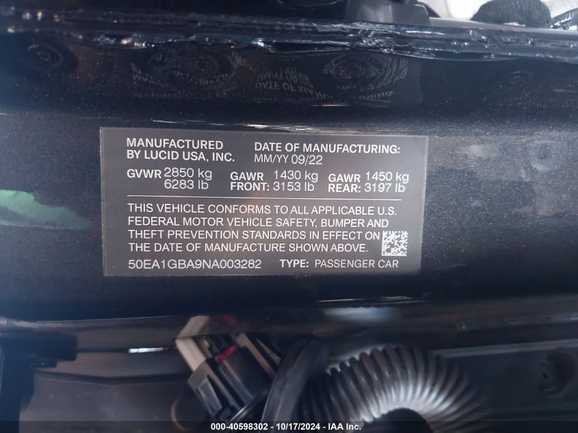 MANUFACTURED
BY LUCID USA, INC.
DATE OF MANUFACTURING:
MM/YY 09/22
GVWR 2850 kg
6283 lb
GAWR 1430 kg
FRONT: 3153 lb
GAWR 1450 kg
REAR: 3197 lb
THIS VEHICLE CONFORMS TO ALL APPLICABLE U.S.
FEDERAL MOTOR VEHICLE SAFETY, BUMPER AND
THEFT PREVENTION STANDARDS IN EFFECT ON
THE DATE OF MANUFACTURE SHOWN ABOVE.
50EA1GBA9NA003282 TYPE: PASSENGER CAR
000-40598302 - 10/17/2024 - IAA Inc.